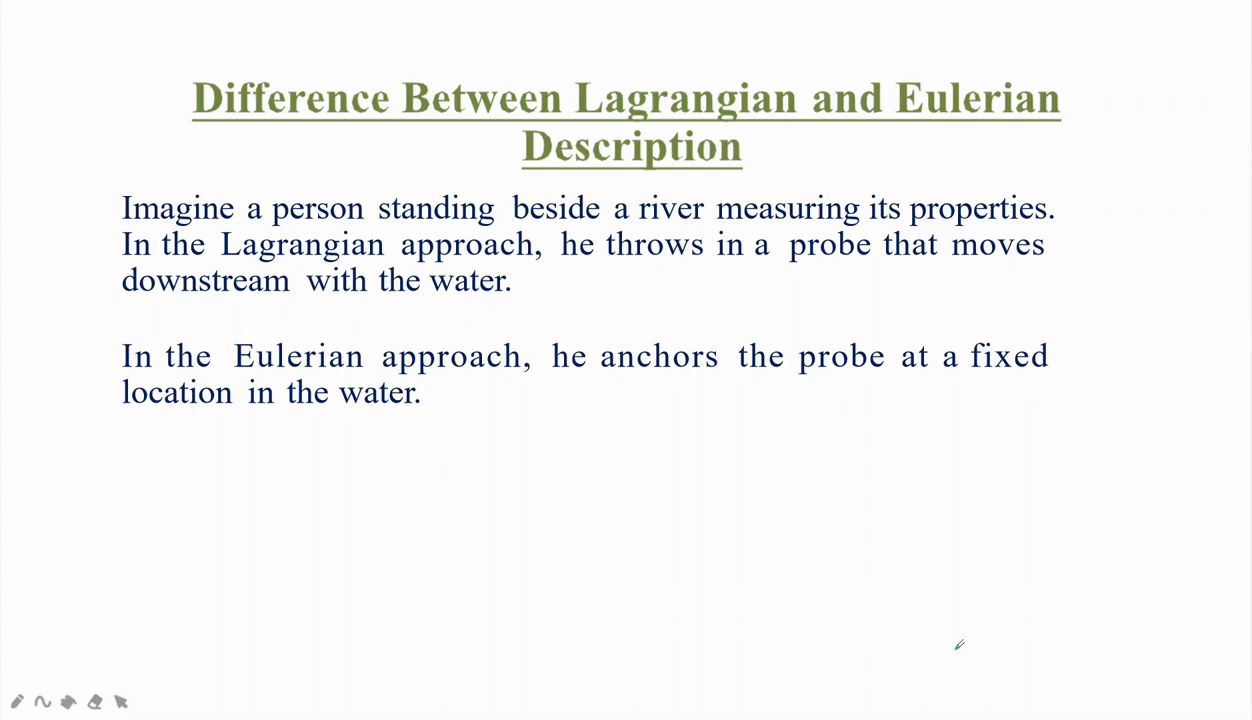 Difference Between Lagrangian and Eulerian
Description
Imagine a person standing beside a river measuring its properties.
In the Lagrangian approach, he throws in a probe that moves
downstream with the water.
In the Eulerian approach, he anchors the probe at a fixed
location in the water.